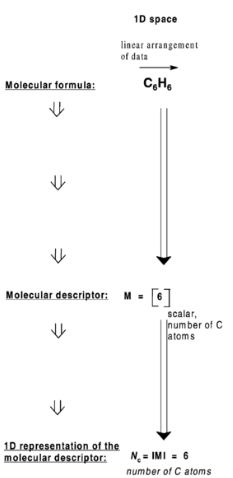 1D space
linear arrangement
of data
Molecular formula: C₆H₆
Molecular descriptor: M = [6]
scalar,
number of C
atoms
1D representation of the
molecular descriptor: Nc = IMI = 6
number of C atoms